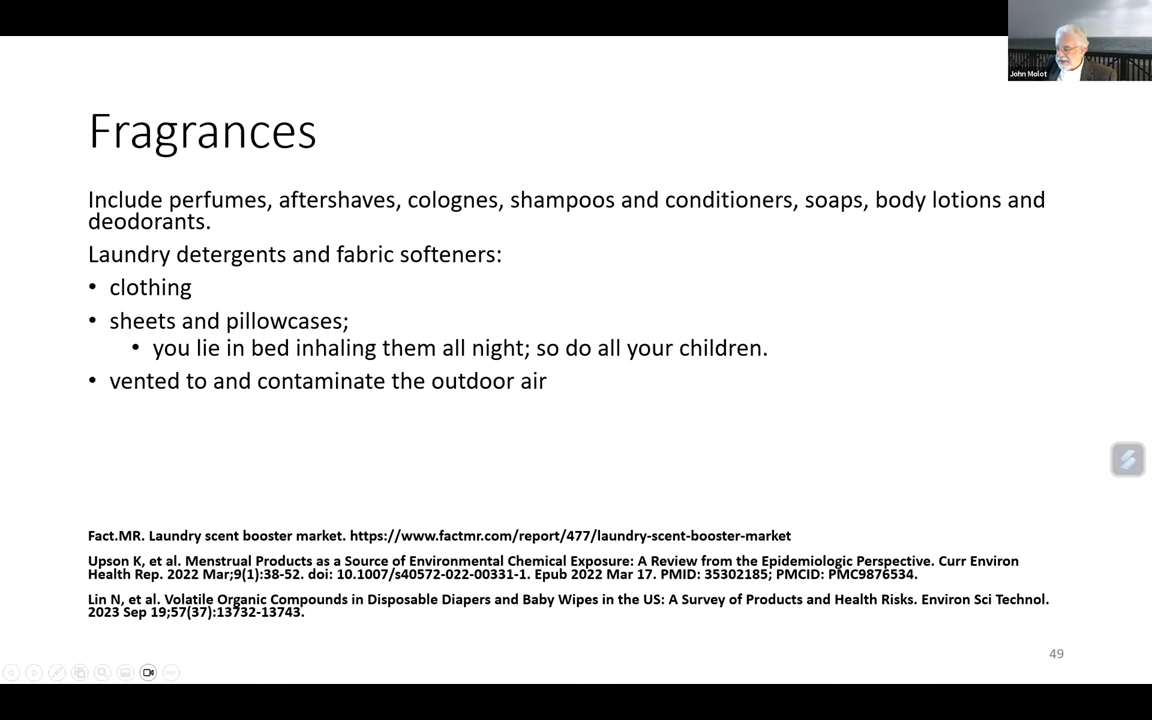 John Molot
Fragrances
Include perfumes, aftershaves, colognes, shampoos and conditioners, soaps, body lotions and
deodorants.
Laundry detergents and fabric softeners:
• clothing
• sheets and pillowcases;
• you lie in bed inhaling them all night; so do all your children.
• vented to and contaminate the outdoor air
Fact.MR. Laundry scent booster market. https://www.factmr.com/report/477/laundry-scent-booster-market
Upson K, et al. Menstrual Products as a Source of Environmental Chemical Exposure: A Review from the Epidemiologic Perspective. Curr Environ
Health Rep. 2022 Mar;9(1):38-52. doi: 10.1007/s40572-022-00331-1. Epub 2022 Mar 17. PMID: 35302185; PMCID: PMC9876534.
Lin N, et al. Volatile Organic Compounds in Disposable Diapers and Baby Wipes in the US: A Survey of Products and Health Risks. Environ Sci Technol.
2023 Sep 19;57(37):13732-13743.
49